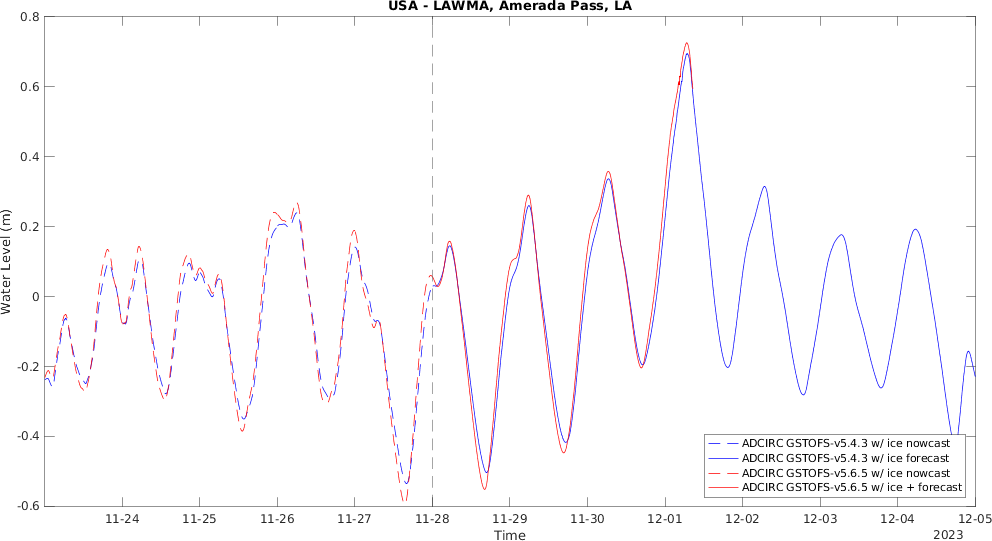 USA - LAWMA, Amerada Pass, LA
0.8
0.6
0.4
0.2
0
-0.2
-0.4
-0.6
Water Level (m)
ADCIRC GSTOFS-v5.4.3 w/ ice nowcast
ADCIRC GSTOFS-v5.4.3 w/ ice forecast
ADCIRC GSTOFS-v5.6.5 w/ ice nowcast
ADCIRC GSTOFS-v5.6.5 w/ ice + forecast
11-24 11-25 11-26 11-27 11-28 11-29 11-30 12-01 12-02 12-03 12-04 12-05
Time 2023